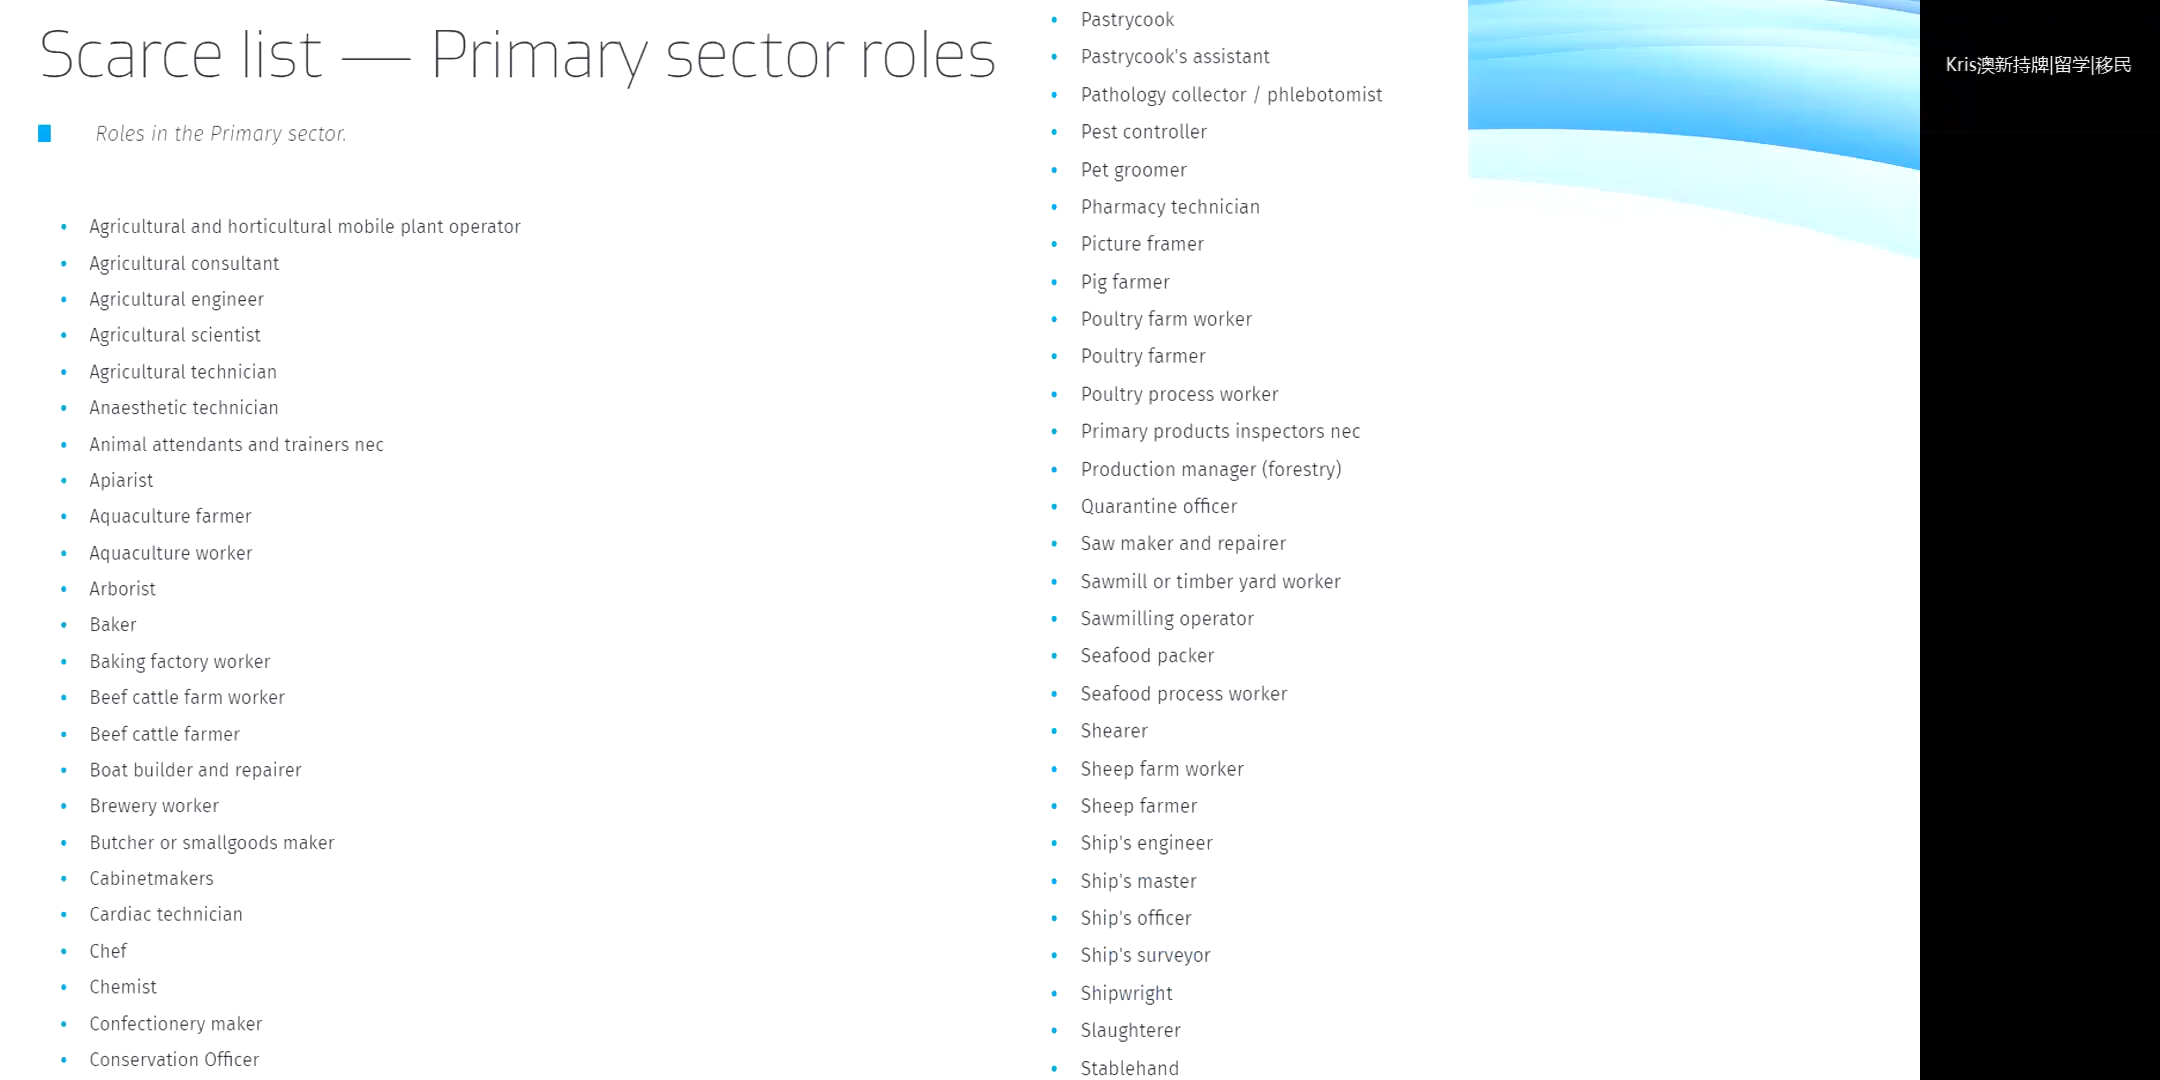 Scarce list — Primary sector roles
Roles in the Primary sector.
Agricultural and horticultural mobile plant operator
Agricultural consultant
Agricultural engineer
Agricultural scientist
Agricultural technician
Anaesthetic technician
Animal attendants and trainers nec
Apiarist
Aquaculture farmer
Aquaculture worker
Arborist
Baker
Baking factory worker
Beef cattle farm worker
Beef cattle farmer
Boat builder and repairer
Brewery worker
Butcher or smallgoods maker
Cabinetmakers
Cardiac technician
Chef
Chemist
Confectionery maker
Conservation Officer
Pastrycook
Pastrycook's assistant
Pathology collector / phlebotomist
Pest controller
Pet groomer
Pharmacy technician
Picture framer
Pig farmer
Poultry farm worker
Poultry farmer
Poultry process worker
Primary products inspectors nec
Production manager (forestry)
Quarantine officer
Saw maker and repairer
Sawmill or timber yard worker
Sawmilling operator
Seafood packer
Seafood process worker
Shearer
Sheep farm worker
Sheep farmer
Ship's engineer
Ship's master
Ship's officer
Ship's surveyor
Shipwright
Slaughterer
Stablehand
Kris澳新持牌|留学|移民